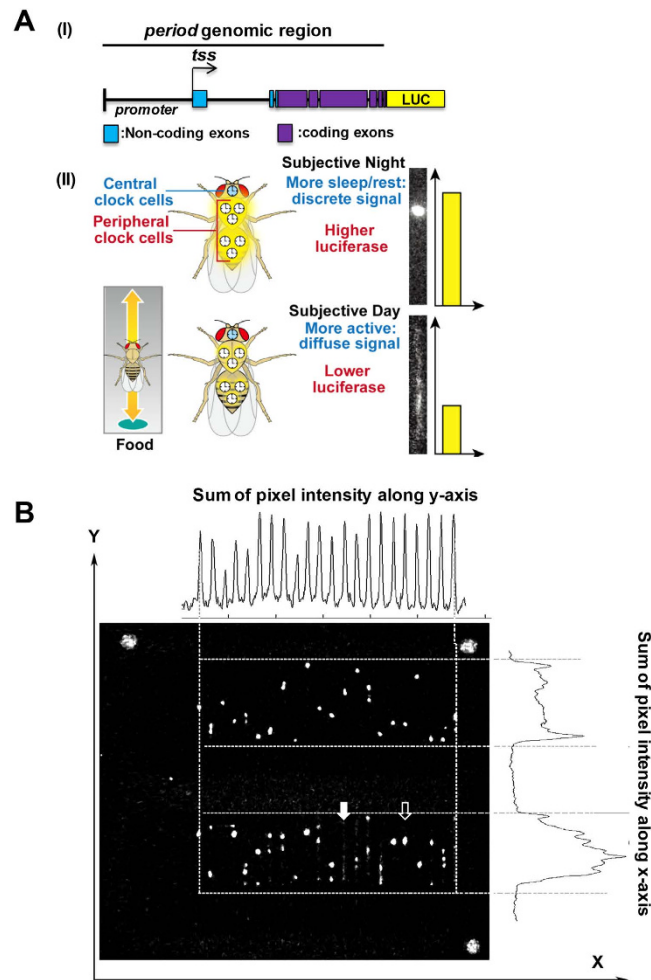 A
(I)
period genomic region
tss
promoter
LUC
:Non-coding exons
:coding exons
(II)
Subjective Night
Central
clock cells
More sleep/rest:
discrete signal
Peripheral
clock cells
Higher
luciferase
Subjective Day
More active:
diffuse signal
Lower
luciferase
Food
B
Sum of pixel intensity along y-axis
Y
Sum of pixel intensity along x-axis
X